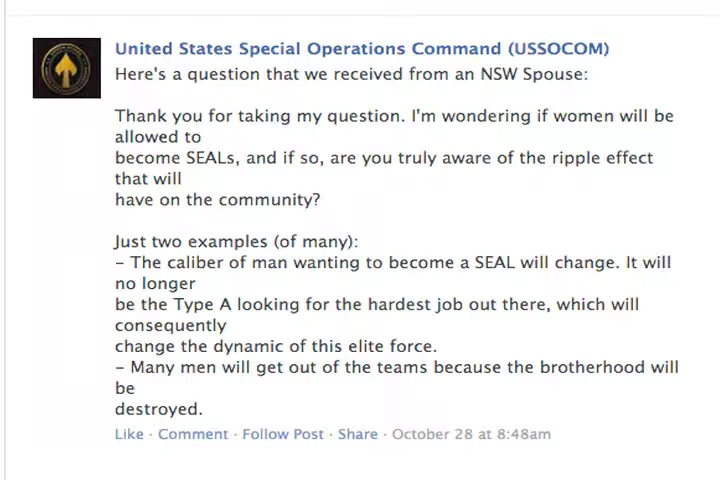 United States Special Operations Command (USSOCOM)
Here's a question that we received from an NSW Spouse:
Thank you for taking my question. I'm wondering if women will be
allowed to
become SEALs, and if so, are you truly aware of the ripple effect
that will
have on the community?
Just two examples (of many):
– The caliber of man wanting to become a SEAL will change. It will
no longer
be the Type A looking for the hardest job out there, which will
consequently
change the dynamic of this elite force.
– Many men will get out of the teams because the brotherhood will
be
destroyed.
Like · Comment · Follow Post · Share · October 28 at 8:48am